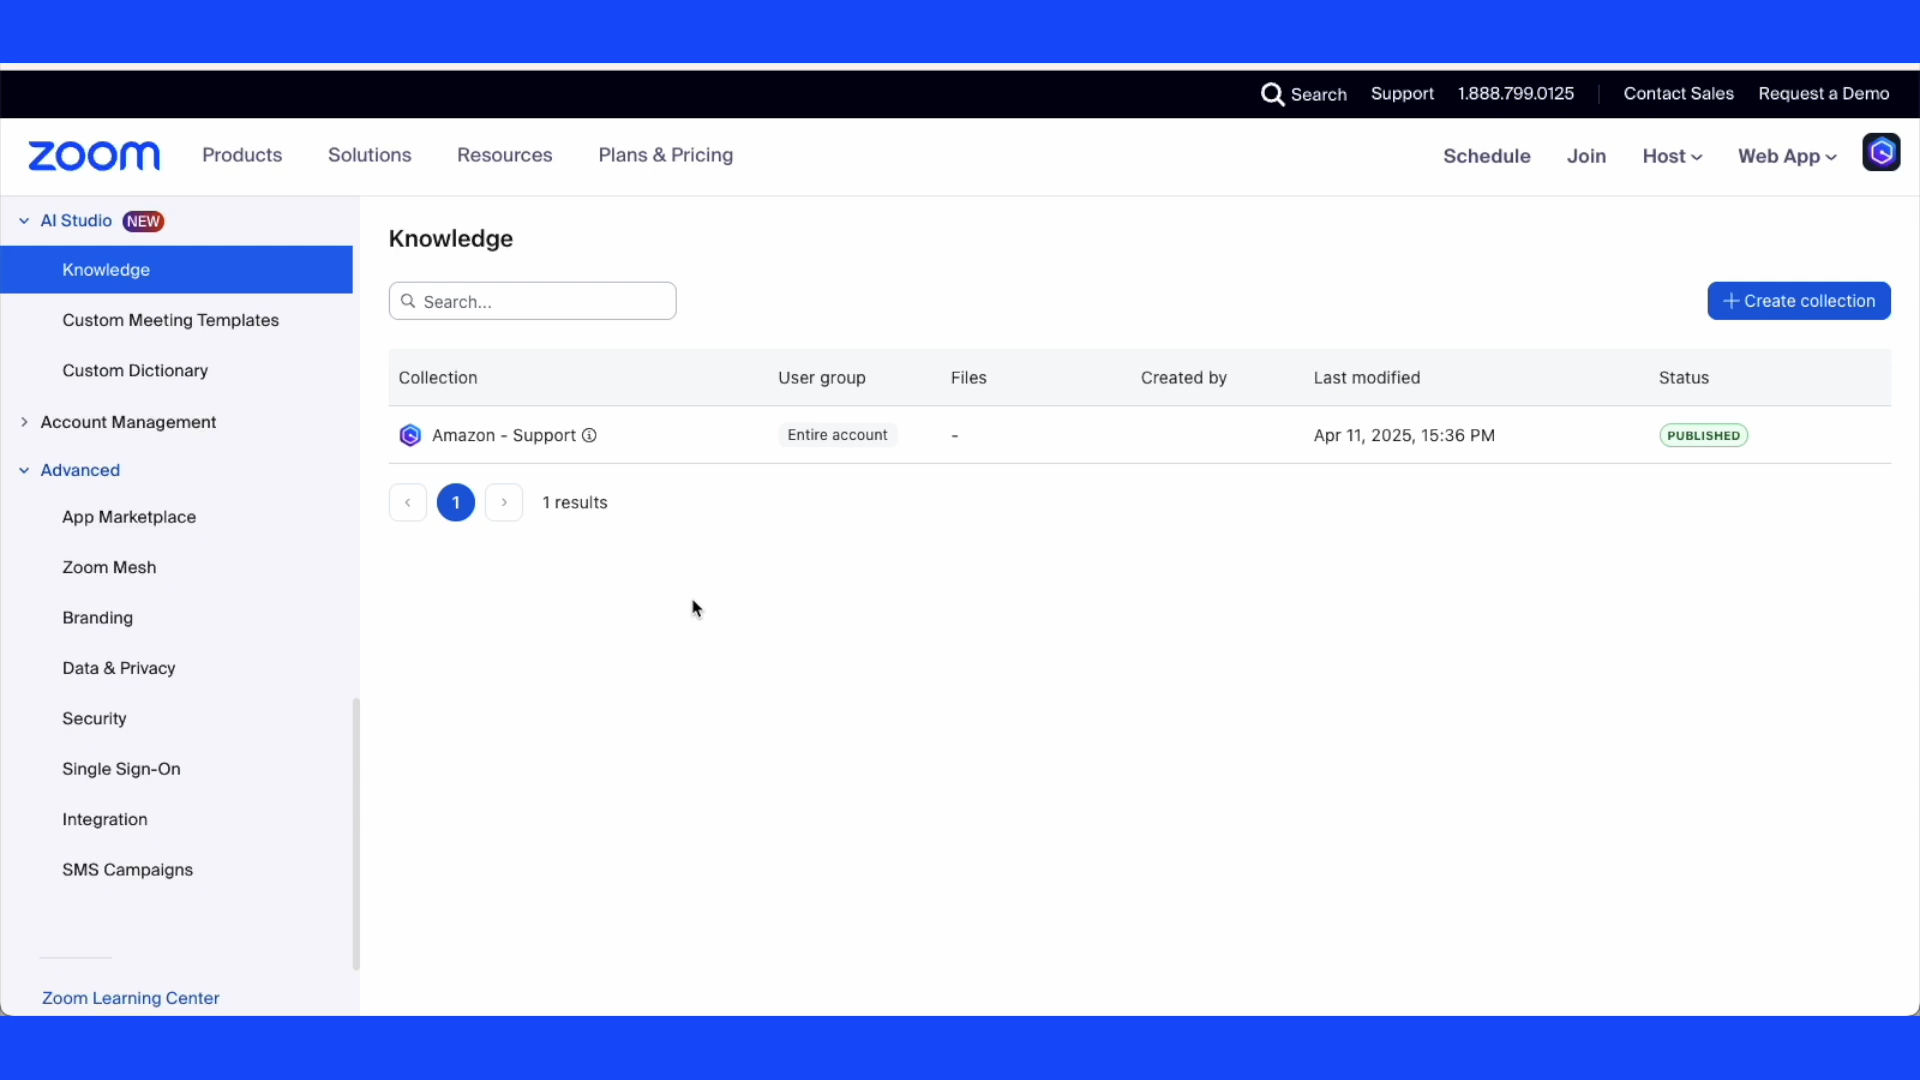 Search Support 1.888.799.0125 Contact Sales Request a Demo
zoom Products Solutions Resources Plans & Pricing Schedule Join Host Web App
AI Studio NEW
Knowledge
Custom Meeting Templates
Custom Dictionary
Account Management
Advanced
App Marketplace
Zoom Mesh
Branding
Data & Privacy
Security
Single Sign-On
Integration
SMS Campaigns
Zoom Learning Center
Knowledge
Search...
+ Create collection
Collection User group Files Created by Last modified Status
Amazon - Support Entire account - Apr 11, 2025, 15:36 PM PUBLISHED
‹ 1 › 1 results